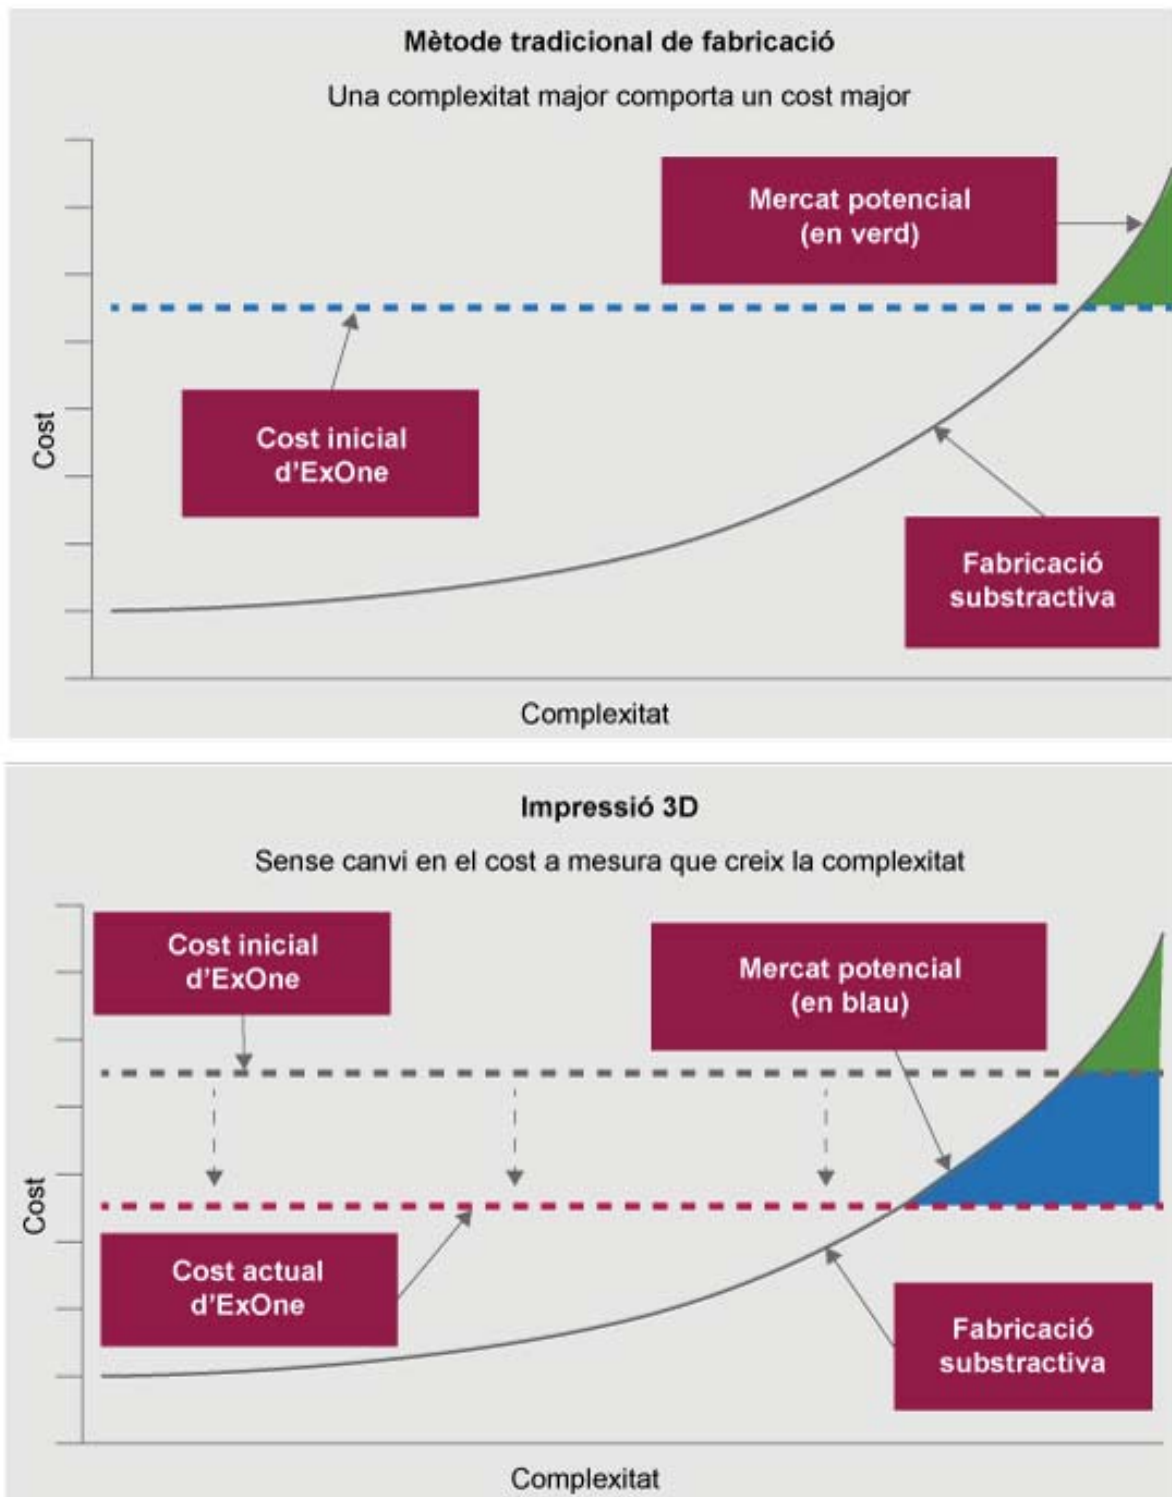 Mètode tradicional de fabricació
Una complexitat major comporta un cost major
Mercat potencial
(en verd)
Cost inicial
d'ExOne
Cost
Fabricació
substractiva
Complexitat
Impressió 3D
Sense canvi en el cost a mesura que creix la complexitat
Cost inicial
d'ExOne
Mercat potencial
(en blau)
Cost
Cost actual
d'ExOne
Fabricació
substractiva
Complexitat